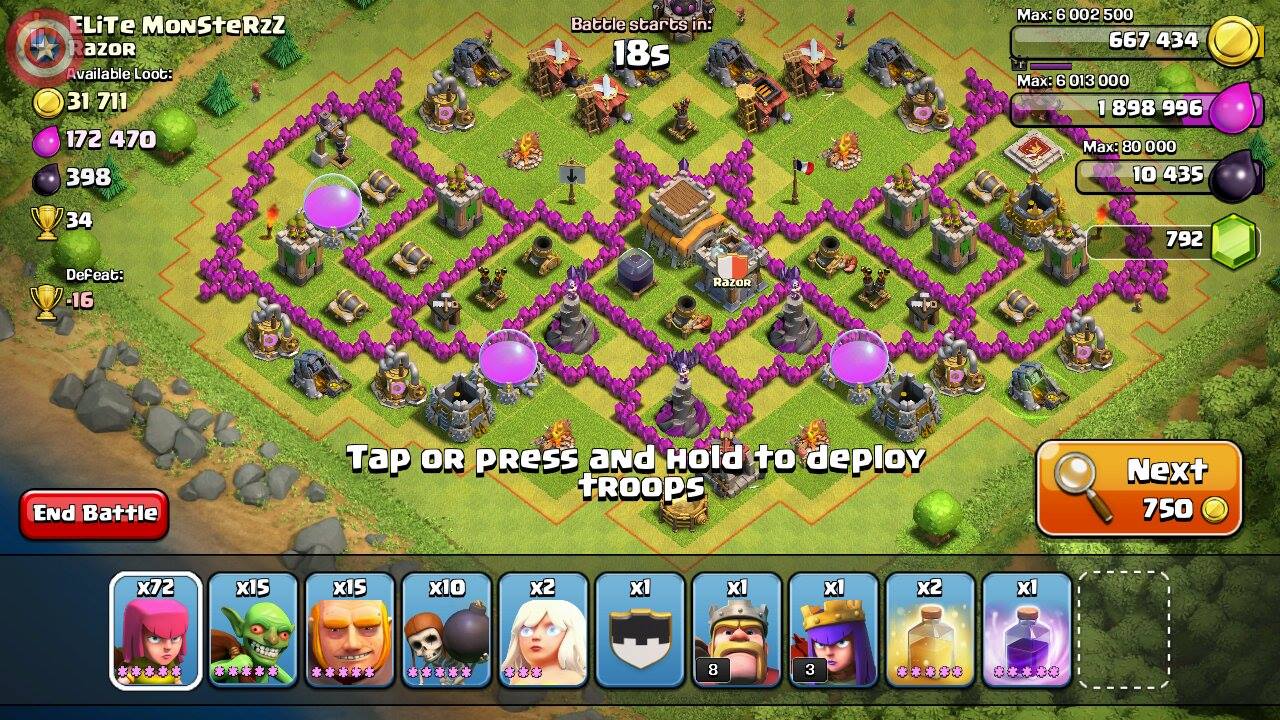 ELiTe MonSteRzZ
Razor
Available Loot:
31 711
172 470
398
34
Defeat:
-16
Battle starts in:
18s
Max: 6 002 500
667 434
Max: 6 013 000
1 898 996
Max: 80 000
10 435
792
Razor
3
3
3
Tap or press and hold to deploy
troops
End Battle
Next
750
x72
x15
x15
x10
x2
x1
x1
x1
x2
x1
8
3